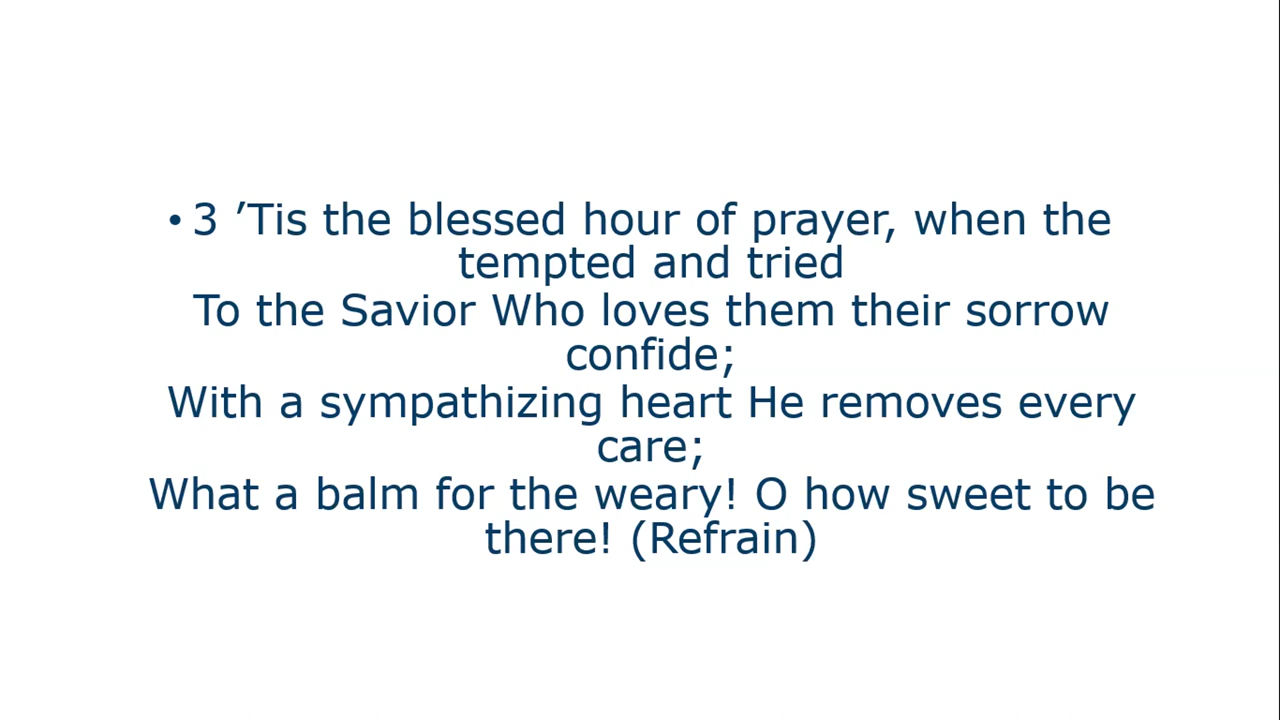 • 3 ’Tis the blessed hour of prayer, when the
tempted and tried
To the Savior Who loves them their sorrow
confide;
With a sympathizing heart He removes every
care;
What a balm for the weary! O how sweet to be
there! (Refrain)